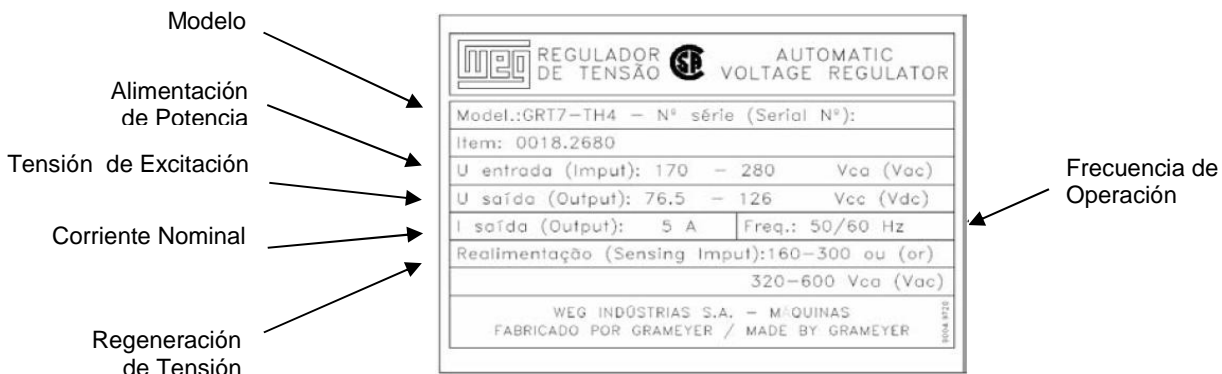 Modelo
Alimentación
de Potencia
Tensión de Excitación
Corriente Nominal
Regeneración
de Tensión
WEG REGULADOR
DE TENSÃO
AUTOMATIC
VOLTAGE REGULATOR
Model.:GRT7-TH4 - Nº série (Serial Nº):
Item: 0018.2680
U entrada (Imput): 170 - 280 Vca (Vac)
U saída (Output): 76.5 - 126 Vcc (Vdc)
I saída (Output): 5 A Freq.: 50/60 Hz
Realimentação (Sensing Imput):160-300 ou (or)
320-600 Vca (Vac)
WEG INDÚSTRIAS S.A. - MÁQUINAS
FABRICADO POR GRAMEYER / MADE BY GRAMEYER
Frecuencia de
Operación